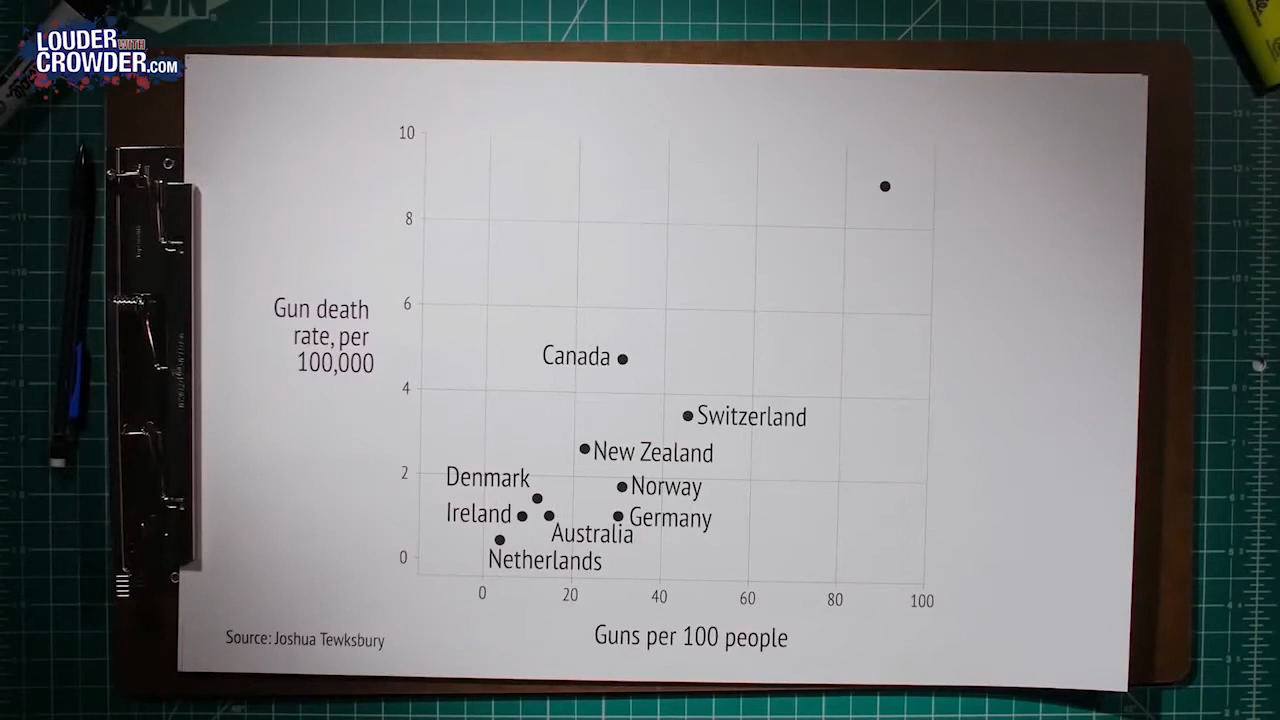 LOUDER WITH
CROWDER.COM
10
8
6
4
2
0
Gun death
rate, per
100,000
Canada
Switzerland
New Zealand
Denmark
Norway
Ireland
Germany
Australia
Netherlands
0 20 40 60 80 100
Guns per 100 people
Source: Joshua Tewksbury